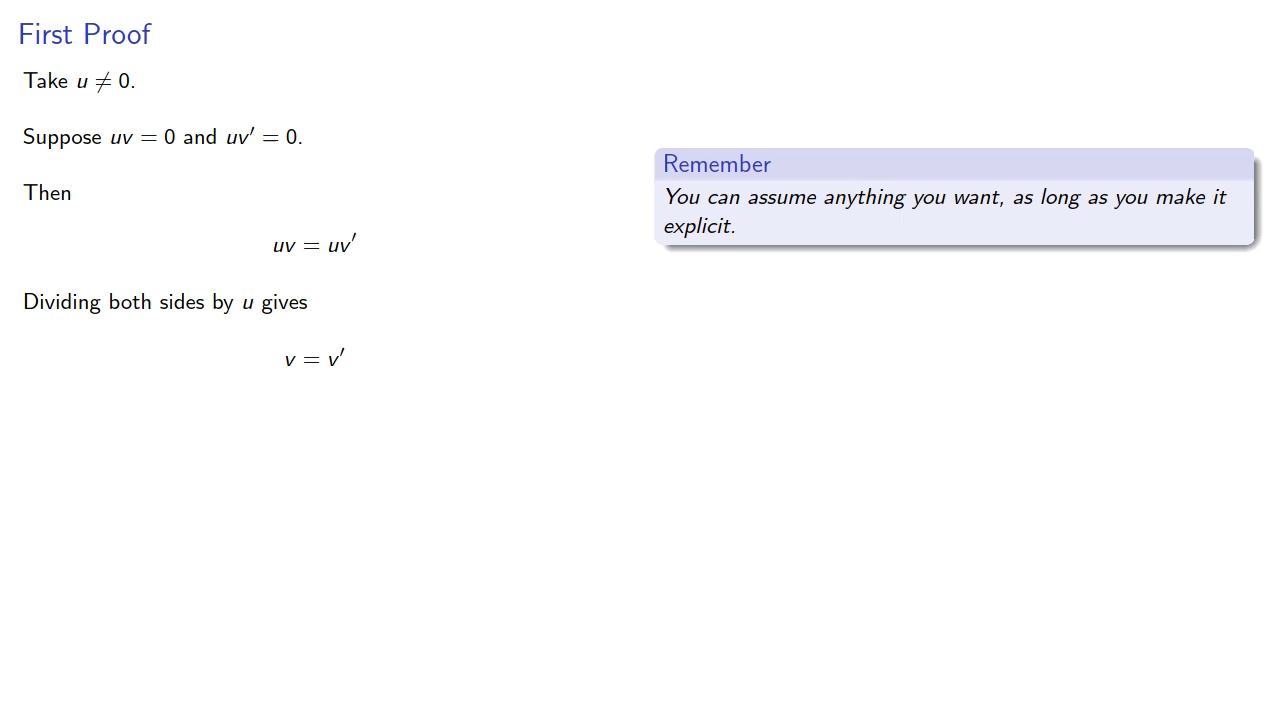 First Proof
Take u ≠ 0.
Suppose uv = 0 and uv′ = 0.
Then
uv = uv′
Dividing both sides by u gives
v = v′
Remember
You can assume anything you want, as long as you make it
explicit.